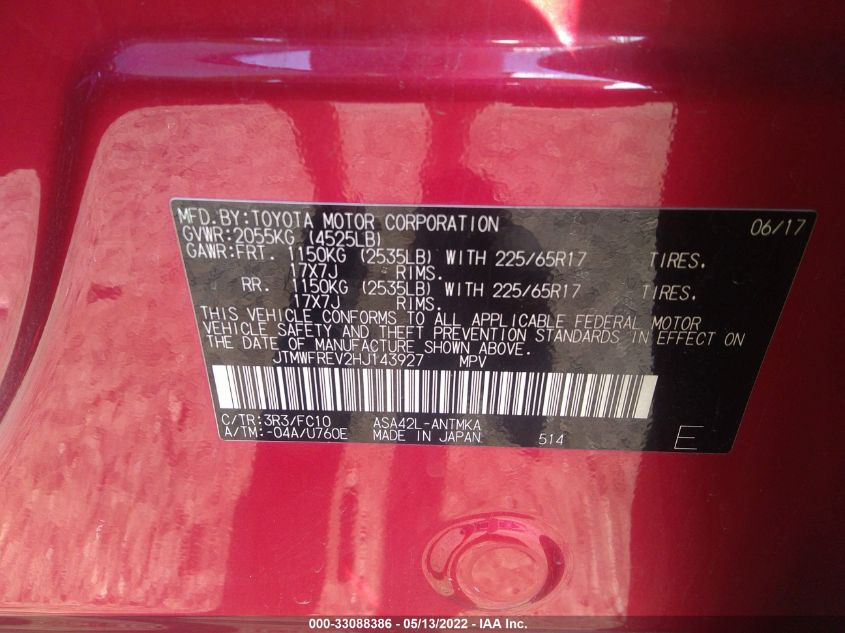 MFD. BY: TOYOTA MOTOR CORPORATION 06/17
GVWR: 2055KG (4525LB)
GAWR: FRT. 1150KG (2535LB) WITH 225/65R17 TIRES.
17X7J RIMS.
RR. 1150KG (2535LB) WITH 225/65R17 TIRES.
17X7J RIMS.
THIS VEHICLE CONFORMS TO ALL APPLICABLE FEDERAL MOTOR
VEHICLE SAFETY AND THEFT PREVENTION STANDARDS IN EFFECT ON
THE DATE OF MANUFACTURE SHOWN ABOVE.
JTMWFREV2HJ143927 MPV
C/TR: 3R3/FC10 ASA42L-ANTMKA
A/TM: -04A/U760E MADE IN JAPAN 514 E
000-33088386 - 05/13/2022 - IAA Inc.